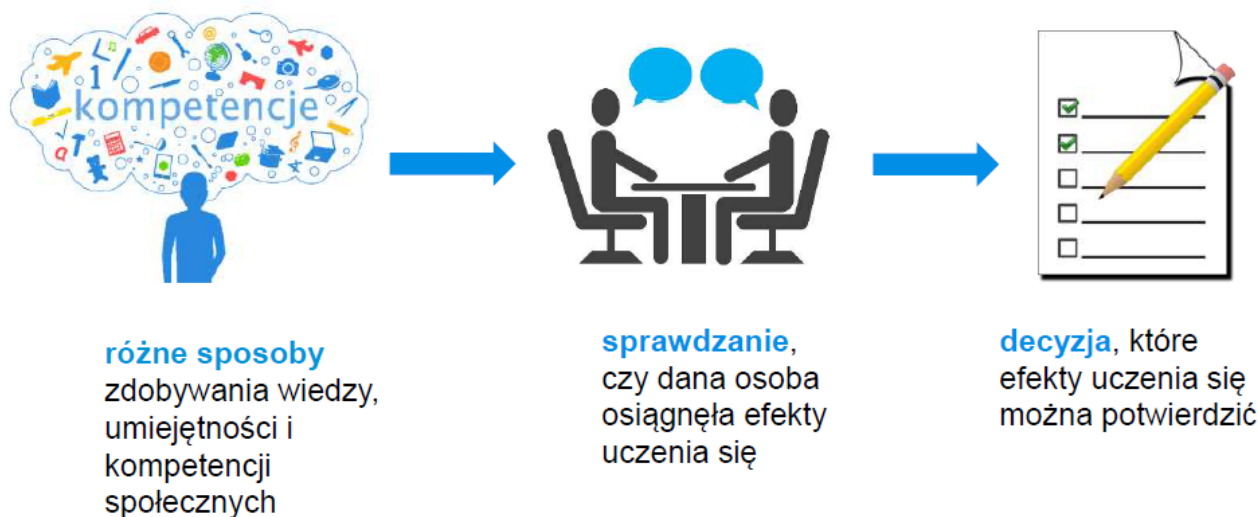 kompetencje
różne sposoby
zdobywania wiedzy,
umiejętności i
kompetencji
społecznych
sprawdzanie,
czy dana osoba
osiągnęła efekty
uczenia się
decyzja, które
efekty uczenia się
można potwierdzić